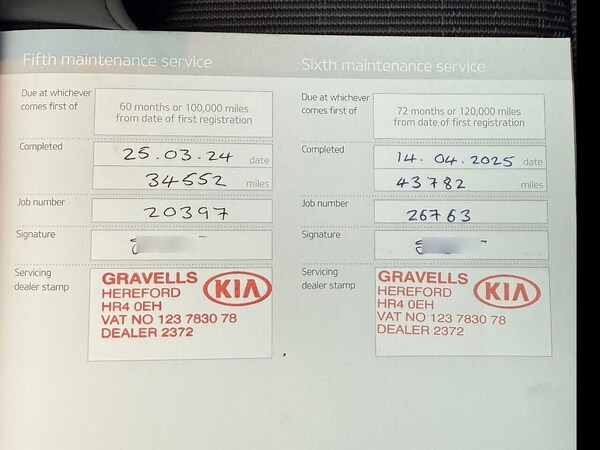 Fifth maintenance service
Due at whichever
comes first of
60 months or 100,000 miles
from date of first registration
Completed
25.03.24 date
34552 miles
Job number
20397
Signature
Servicing
dealer stamp
GRAVELLS
HEREFORD
HR4 0EH
VAT NO 123 7830 78
DEALER 2372
KIA
Sixth maintenance service
Due at whichever
comes first of
72 months or 120,000 miles
from date of first registration
Completed
14.04.2025 date
43782 miles
Job number
26763
Signature
Servicing
dealer stamp
GRAVELLS
HEREFORD
HR4 0EH
VAT NO 123 7830 78
DEALER 2372
KIA